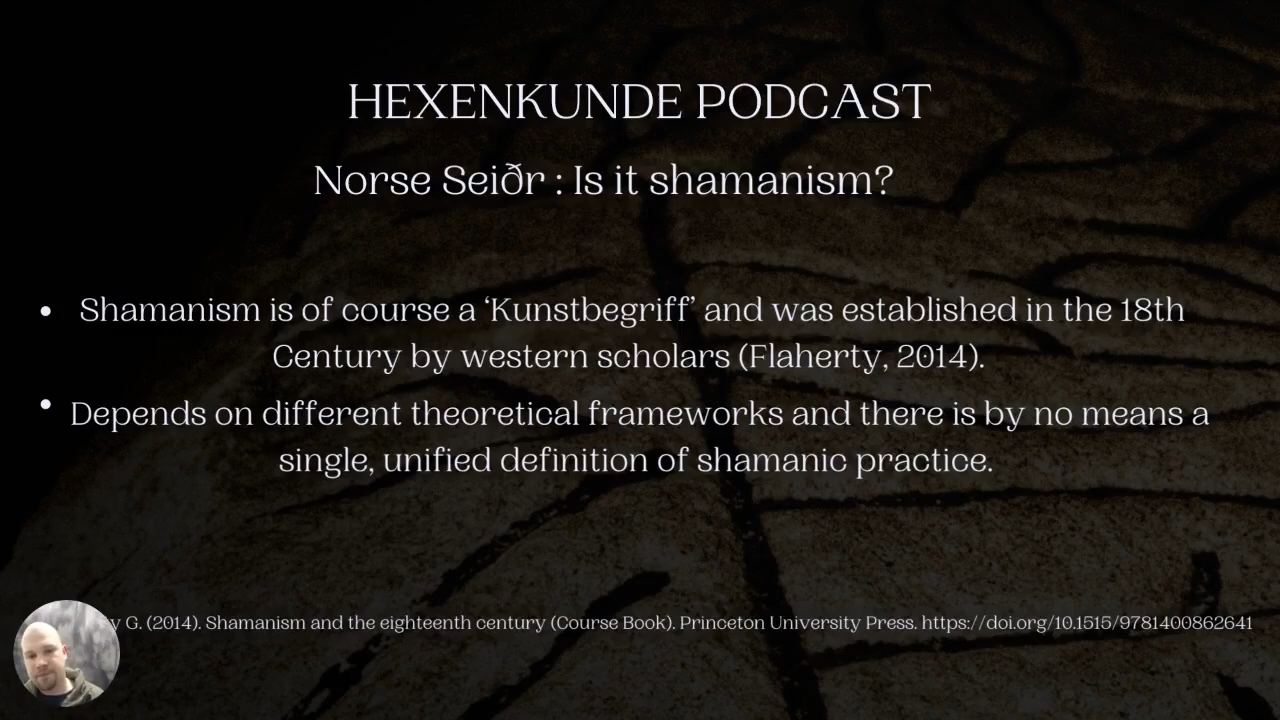 HEXENKUNDE PODCAST
Norse Seiðr : Is it shamanism?
• Shamanism is of course a ‘Kunstbegriff’ and was established in the 18th
Century by western scholars (Flaherty, 2014).
• Depends on different theoretical frameworks and there is by no means a
single, unified definition of shamanic practice.
G. (2014). Shamanism and the eighteenth century (Course Book). Princeton University Press. https://doi.org/10.1515/9781400862641